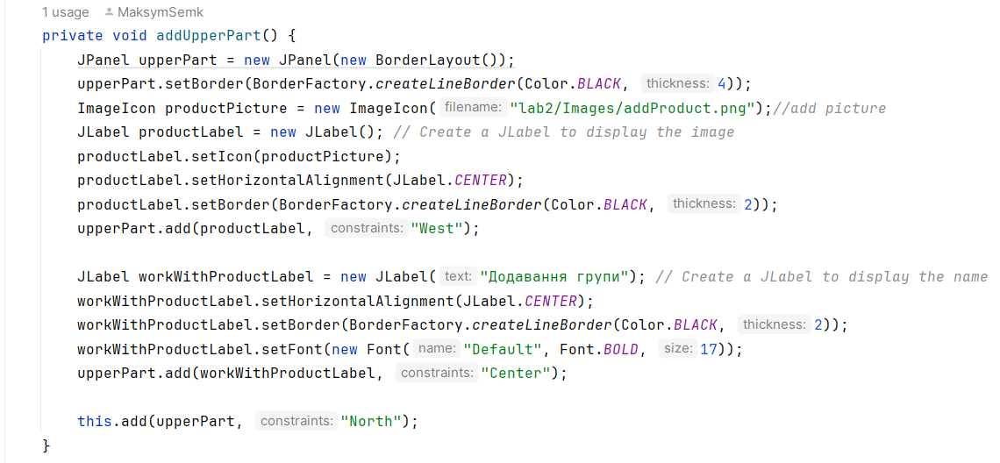 1 usage MaksymSemk
private void addUpperPart() {
JPanel upperPart = new JPanel(new BorderLayout());
upperPart.setBorder(BorderFactory.createLineBorder(Color.BLACK, thickness: 4));
ImageIcon productPicture = new ImageIcon( filename: "lab2/Images/addProduct.png");//add picture
JLabel productLabel = new JLabel(); // Create a JLabel to display the image
productLabel.setIcon(productPicture);
productLabel.setHorizontalAlignment(JLabel.CENTER);
productLabel.setBorder(BorderFactory.createLineBorder(Color.BLACK, thickness: 2));
upperPart.add(productLabel, constraints: "West");
JLabel workWithProductLabel = new JLabel( text: "Додавання групи"); // Create a JLabel to display the name
workWithProductLabel.setHorizontalAlignment(JLabel.CENTER);
workWithProductLabel.setBorder(BorderFactory.createLineBorder(Color.BLACK, thickness: 2));
workWithProductLabel.setFont(new Font( name: "Default", Font.BOLD, size: 17));
upperPart.add(workWithProductLabel, constraints: "Center");
this.add(upperPart, constraints: "North");
}